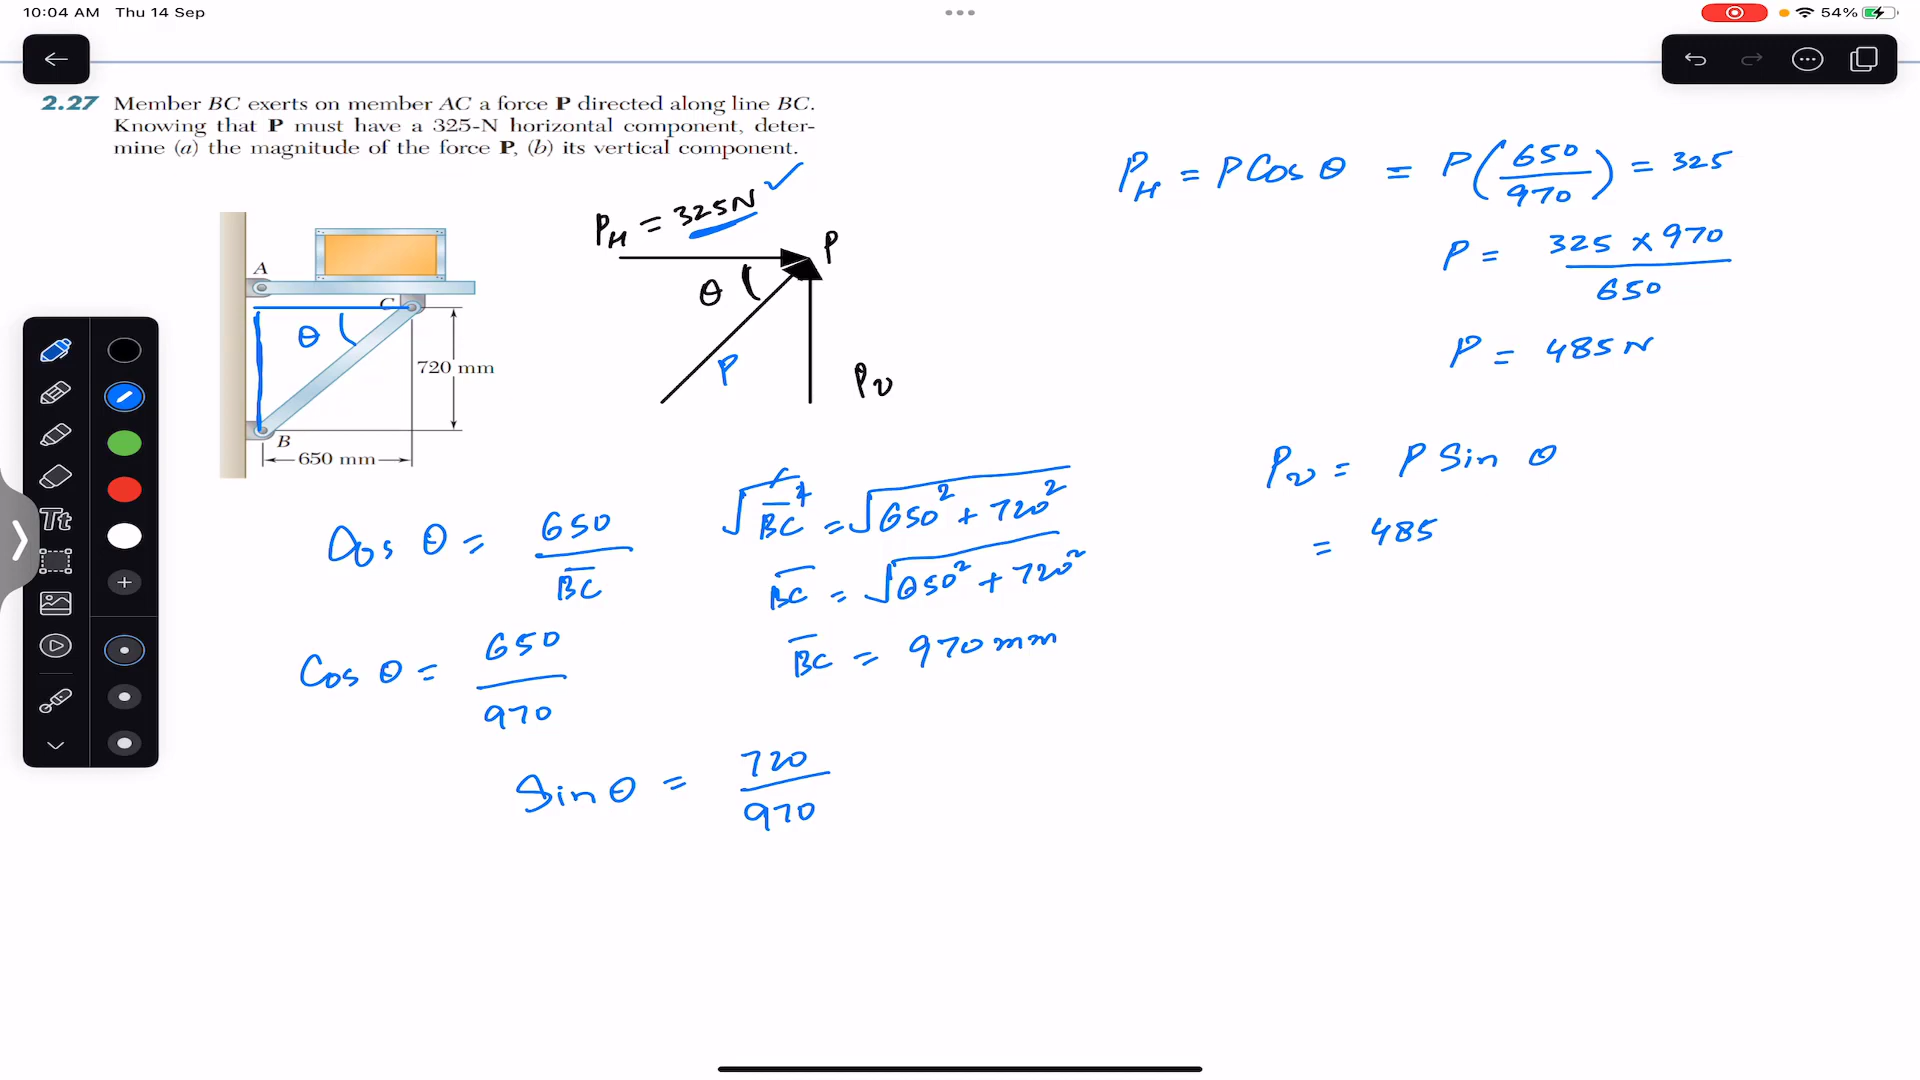 10:04 AM Thu 14 Sep
54%
2.27 Member BC exerts on member AC a force P directed along line BC.
Knowing that P must have a 325-N horizontal component, deter-
mine (a) the magnitude of the force P, (b) its vertical component.
A
C
θ
720 mm
B
650 mm
Tt
P_H = 325N
P
θ
P
P_v
Cos θ = 650 / BC
√BC² = √650² + 720²
BC = √650² + 720²
BC = 970 mm
Cos θ = 650 / 970
Sin θ = 720 / 970
P_H = P Cos θ = P(650 / 970) = 325
P = 325 × 970 / 650
P = 485 N
P_v = P Sin θ
= 485